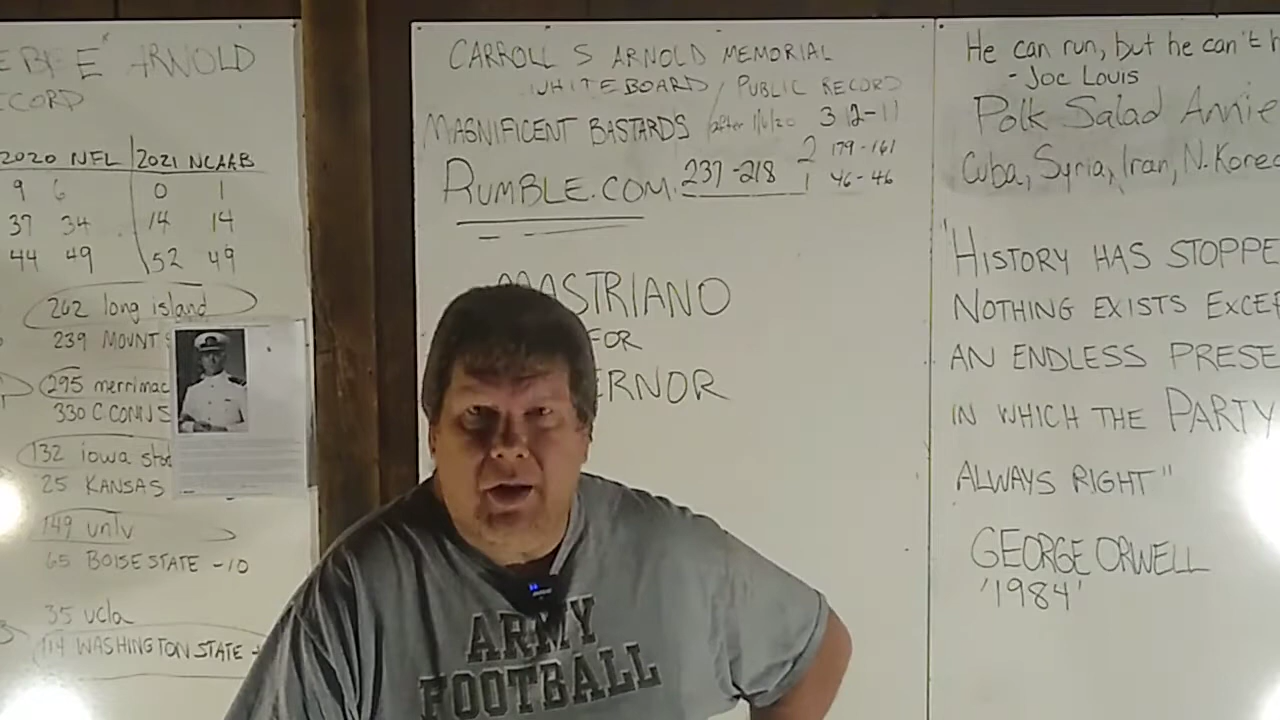 ARNOLD
CORD
2020 NFL 2021 NCAAB
9 6 0 1
37 34 14 14
44 49 52 49
262 long island
239 MOUNT
295 merrimac
330 C CONN S
132 iowa
25 KANSAS
149 unlv
65 BOISE STATE -10
35 ucla
114 WASHINGTON STATE
CARROLL S ARNOLD MEMORIAL
WHITEBOARD / PUBLIC RECORD
MAGNIFICENT BASTARDS after 3 12-11
RUMBLE.COM. 237-218 2 179-161
1 46-46
MASTRIANO
FOR
ERNOR
ARMY
FOOTBALL
He can run, but he can't h
- JOE LOUIS
Polk Salad Annie
Cuba, Syria, Iran, N. Korea
"HISTORY HAS STOPPE
NOTHING EXISTS EXCEP
AN ENDLESS PRESE
IN WHICH THE PARTY
ALWAYS RIGHT"
GEORGE ORWELL
'1984'